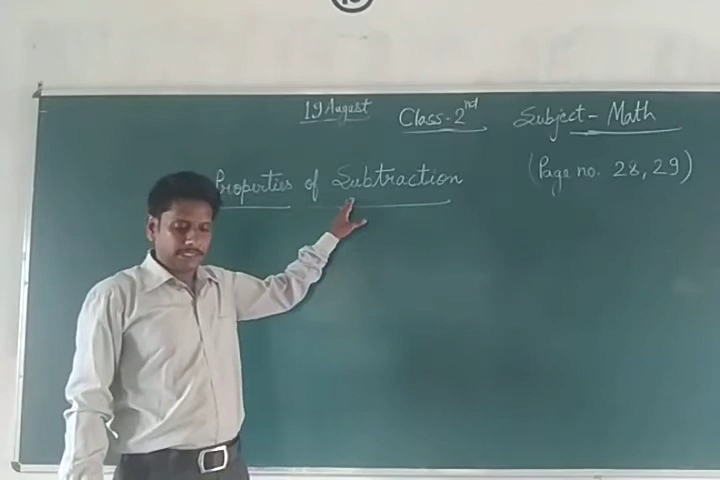 19 August Class-2nd Subject - Math
Properties of Subtraction (Page no. 28, 29)